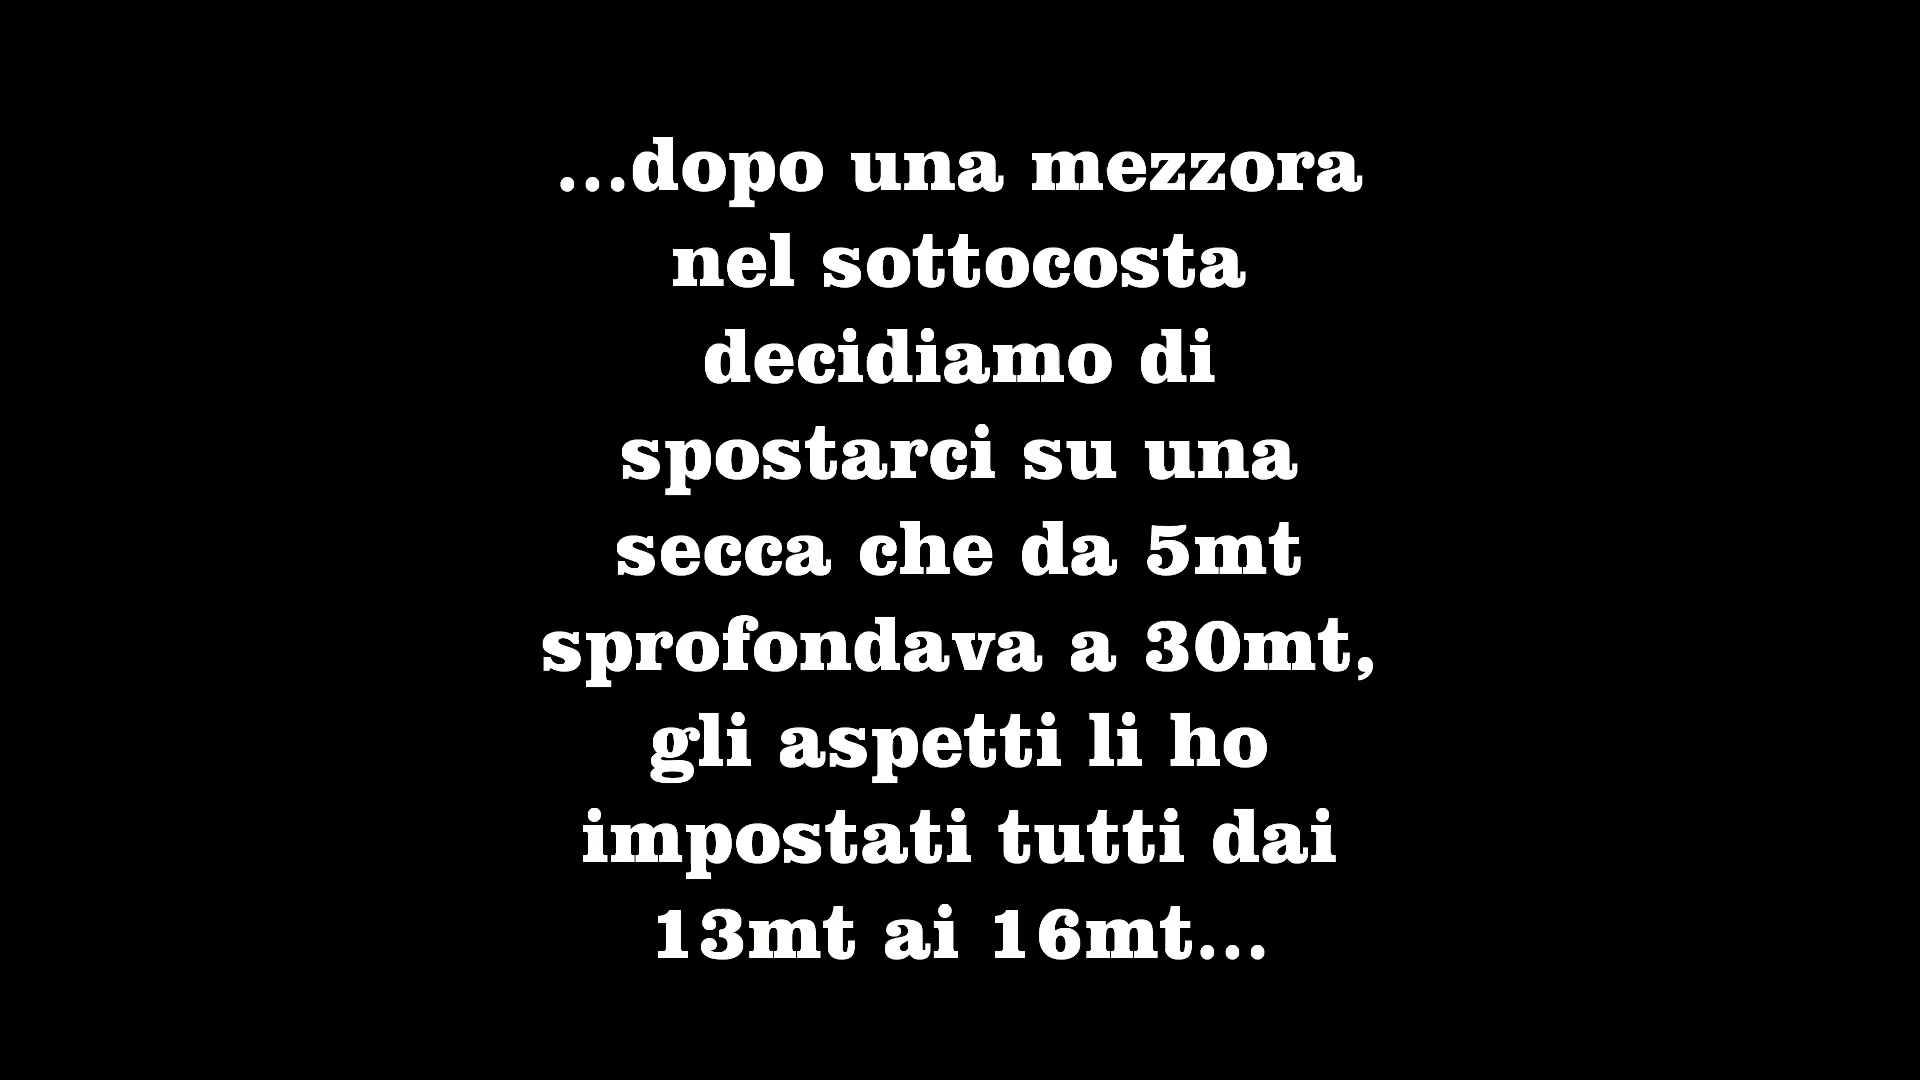 ...dopo una mezzora
nel sottocosta
decidiamo di
spostarci su una
secca che da 5mt
sprofondava a 30mt,
gli aspetti li ho
impostati tutti dai
13mt ai 16mt...